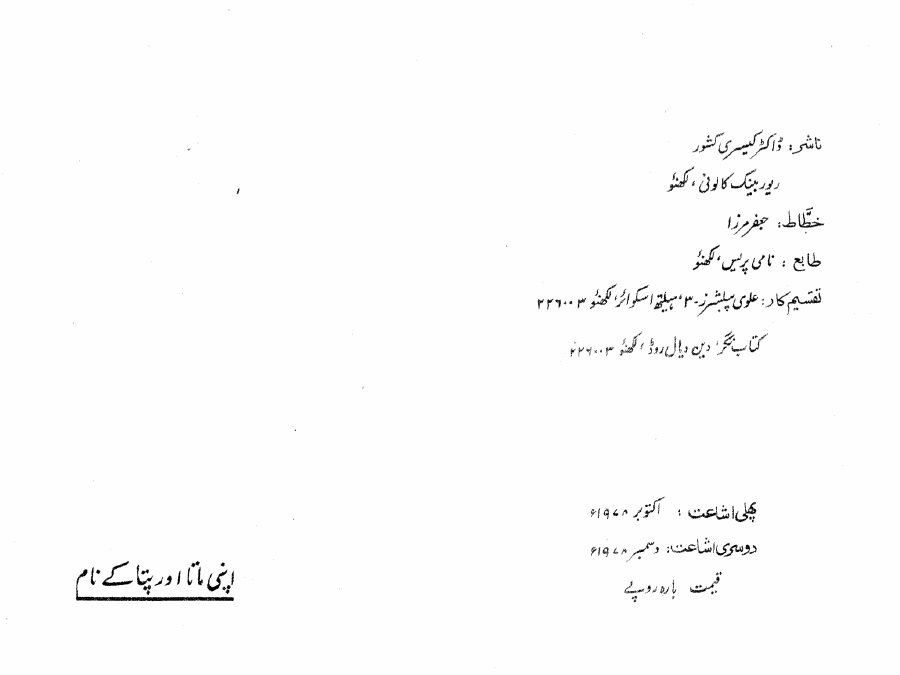 ناشر: ڈاکٹر کیسری کشور
ریور بینک کالونی، لکھنؤ
خطّاط: جعفر مرزا
طابع: نامی پریس، لکھنؤ
تقسیم کار: علوی پبلشرز۔ ۳، ہیلتھ اسکوائر، لکھنؤ ۲۲۶۰۰۳
کتاب نگر، دین دیال روڈ، لکھنؤ ۲۲۶۰۰۳
پہلی اشاعت: اکتوبر ۱۹۷۸ء
دوسری اشاعت: دسمبر ۱۹۷۸ء
قیمت بارہ روپے
اپنی ماتا اور پتا کے نام